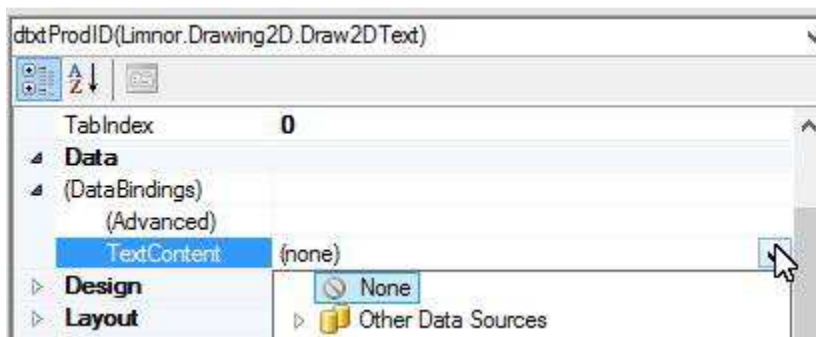 dtxtProdID(Limnor.Drawing2D.Draw2DText)
A
Z
TabIndex 0
Data
(DataBindings)
(Advanced)
TextContent (none)
Design None
Layout Other Data Sources